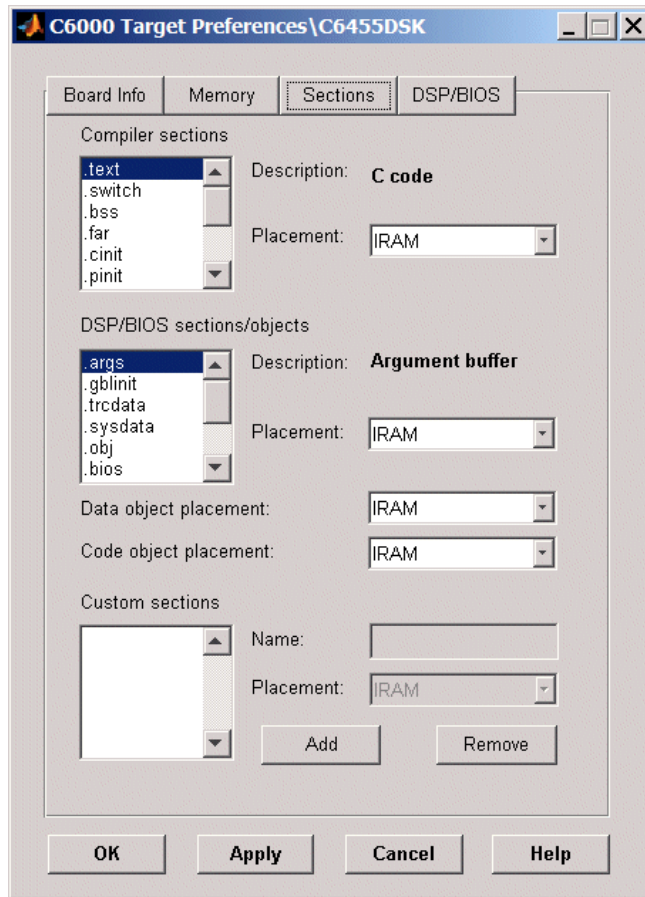 C6000 Target Preferences\C6455DSK
Board Info Memory Sections DSP/BIOS
Compiler sections
.text
.switch
.bss
.far
.cinit
.pinit
Description: C code
Placement: IRAM
DSP/BIOS sections/objects
.args
.gblinit
.trcdata
.sysdata
.obj
.bios
Description: Argument buffer
Placement: IRAM
Data object placement: IRAM
Code object placement: IRAM
Custom sections
Name:
Placement: IRAM
Add Remove
OK Apply Cancel Help